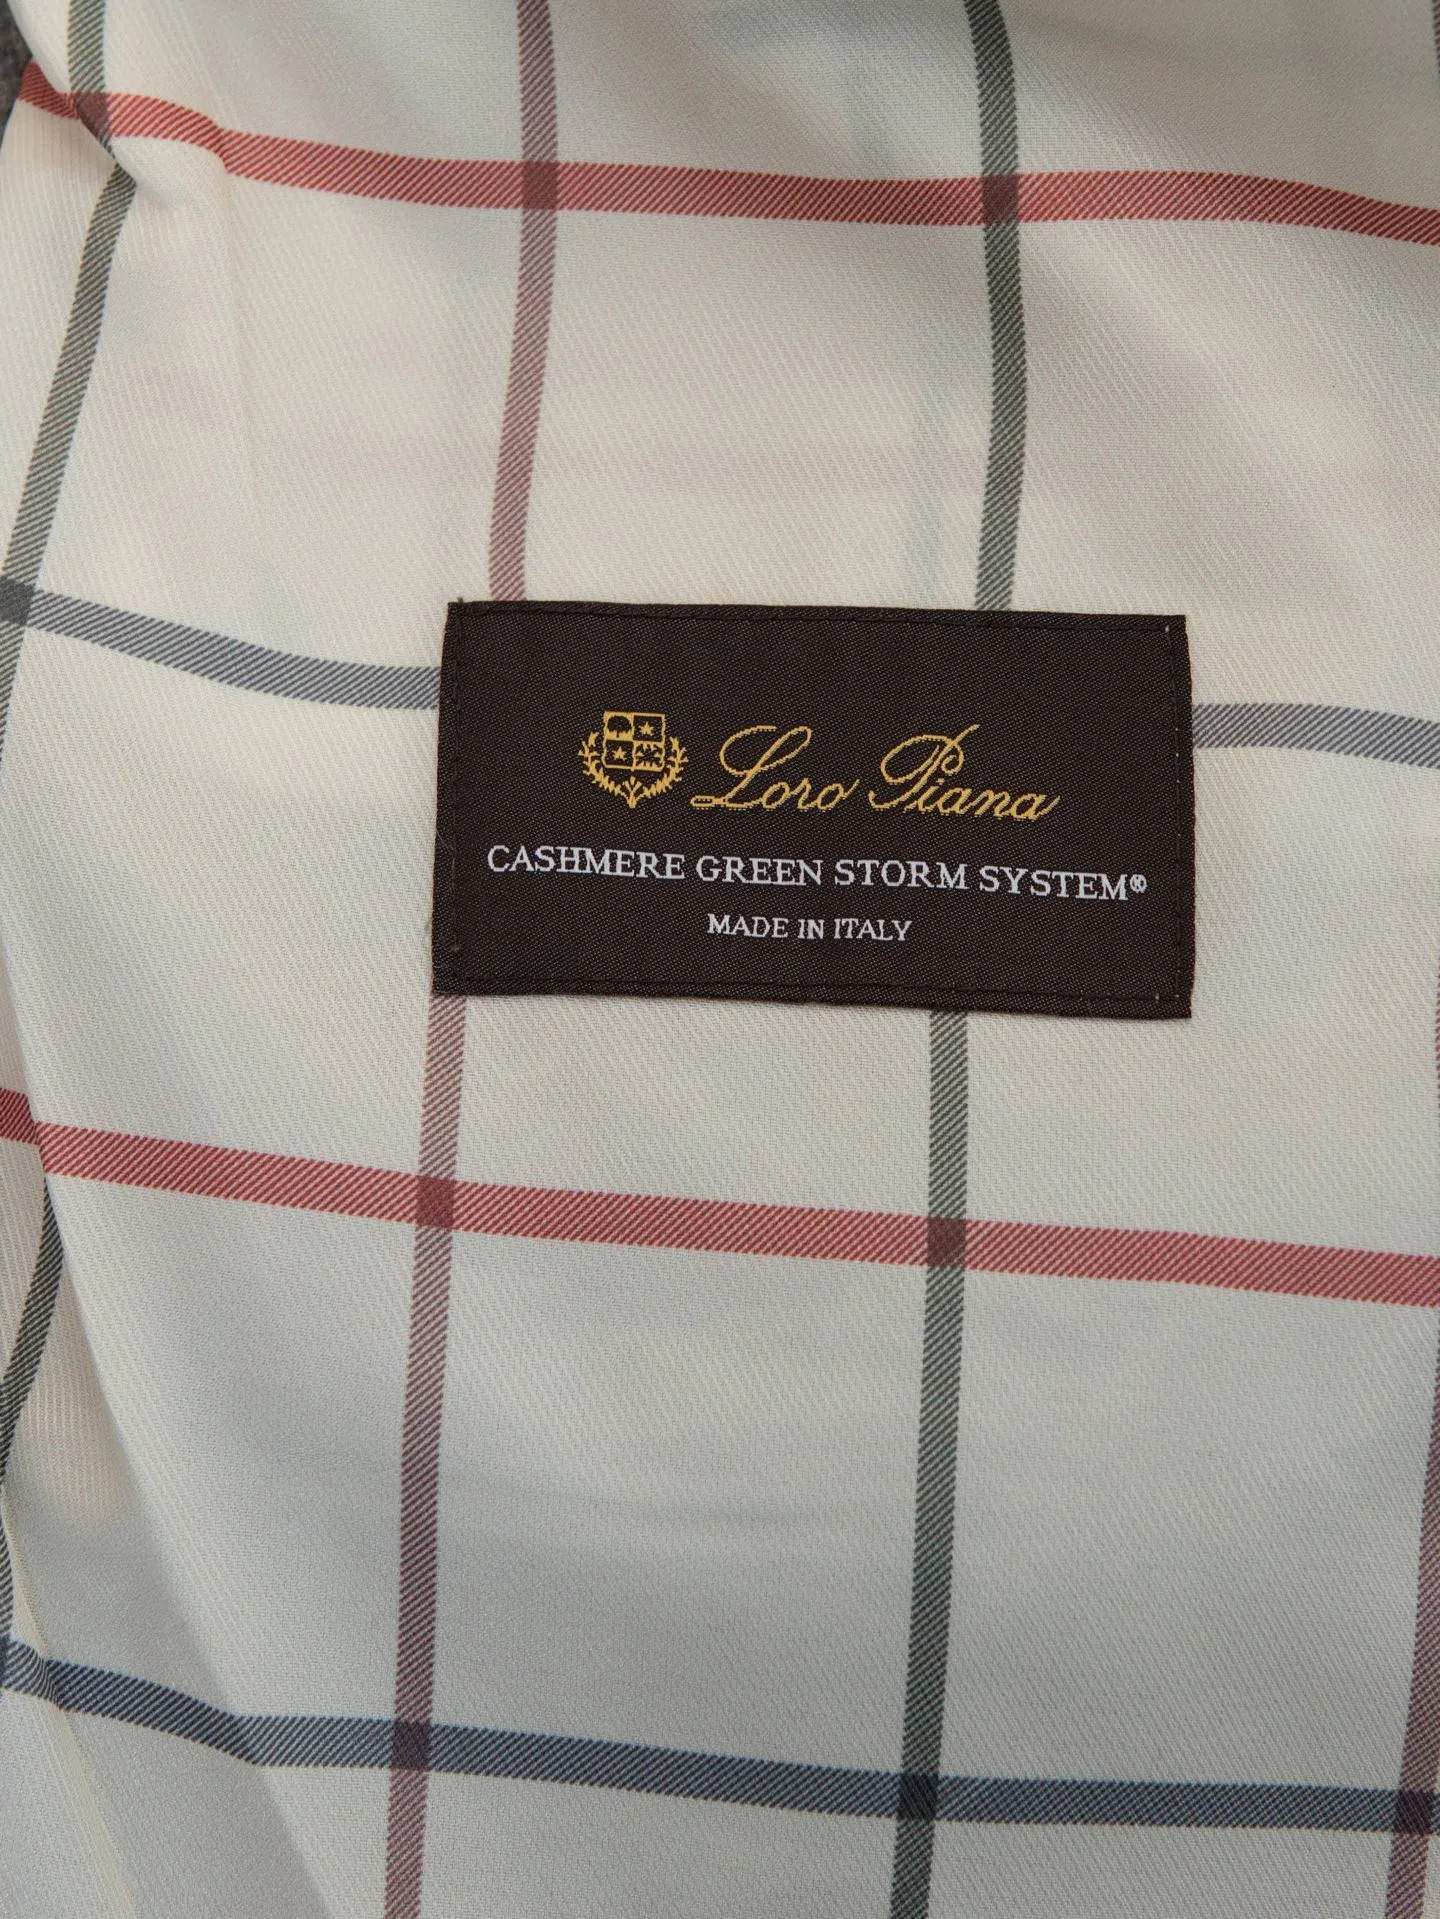 Loro Piana
CASHMERE GREEN STORM SYSTEM®
MADE IN ITALY